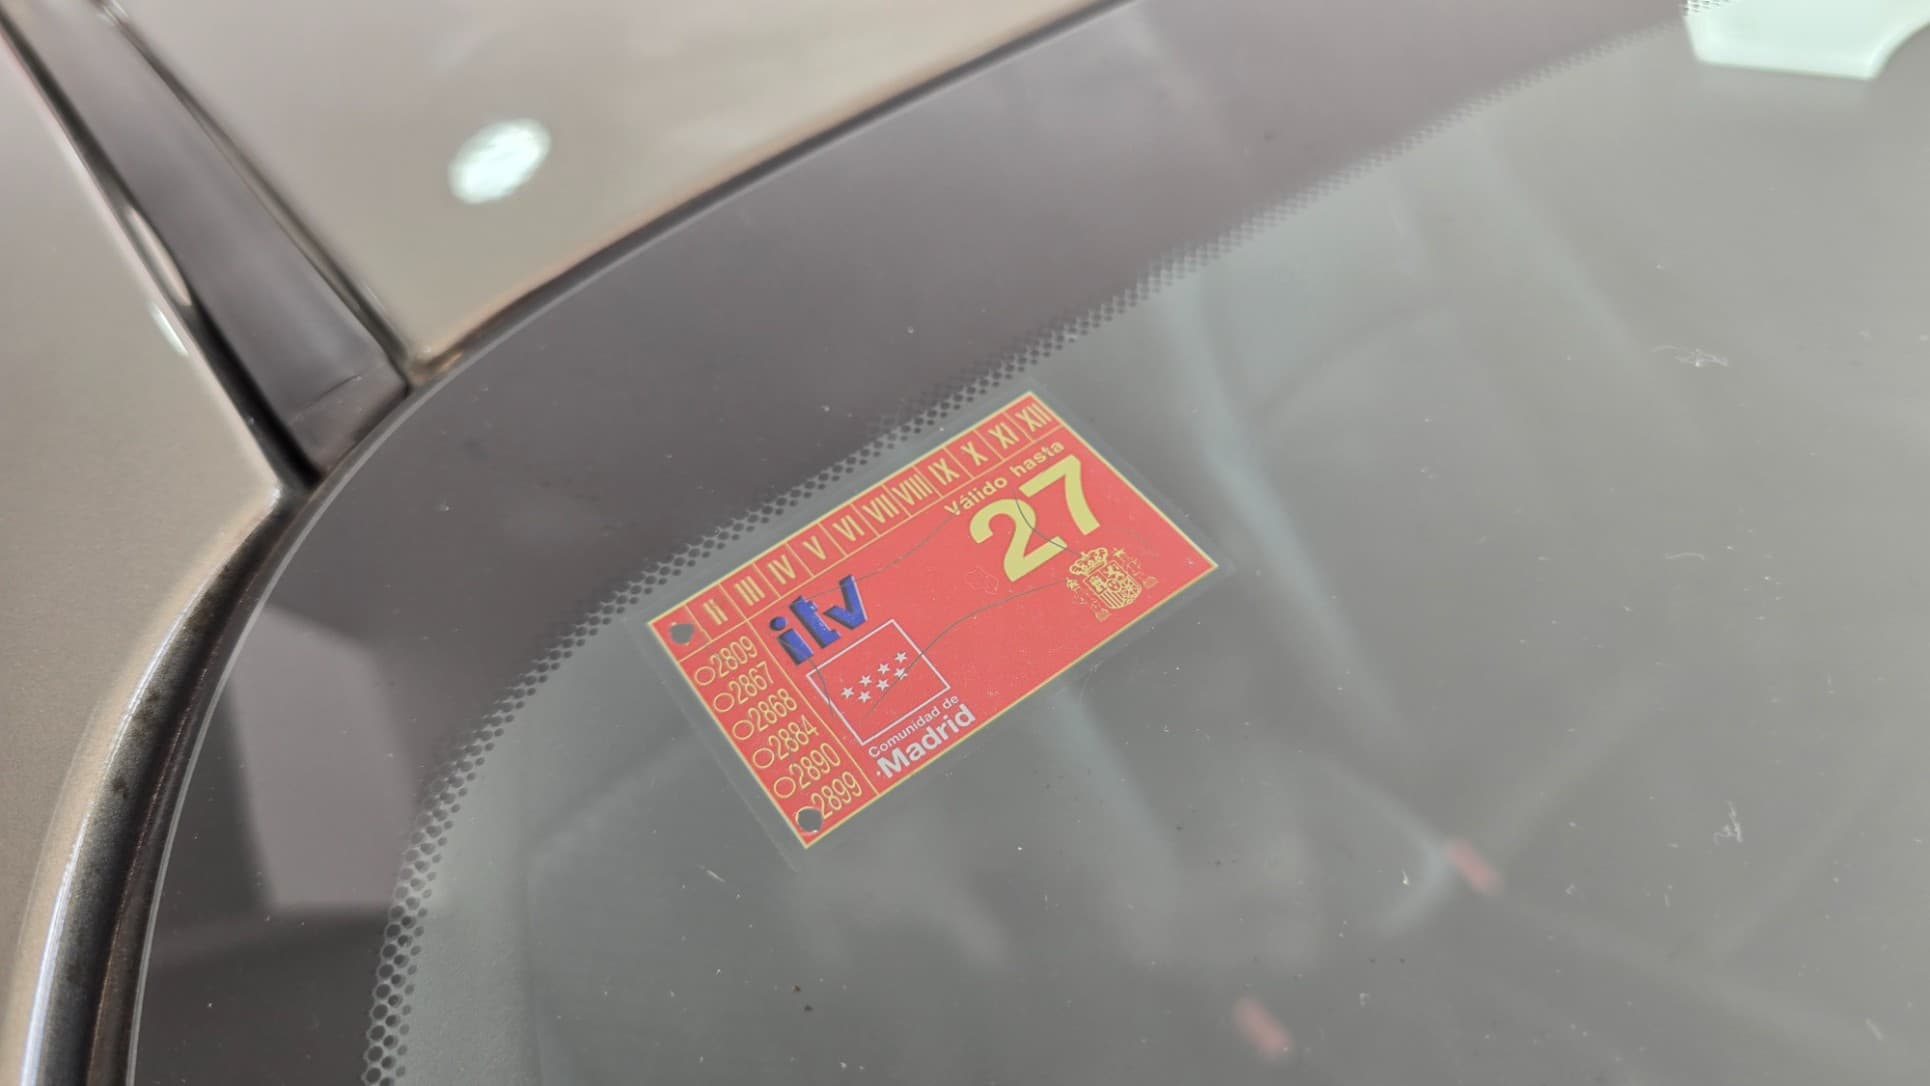 II III IV V VI VII VIII IX X XI XII
Válido hasta
27
itv
2809
2867
2868
2884
2890
2899
Comunidad de
Madrid